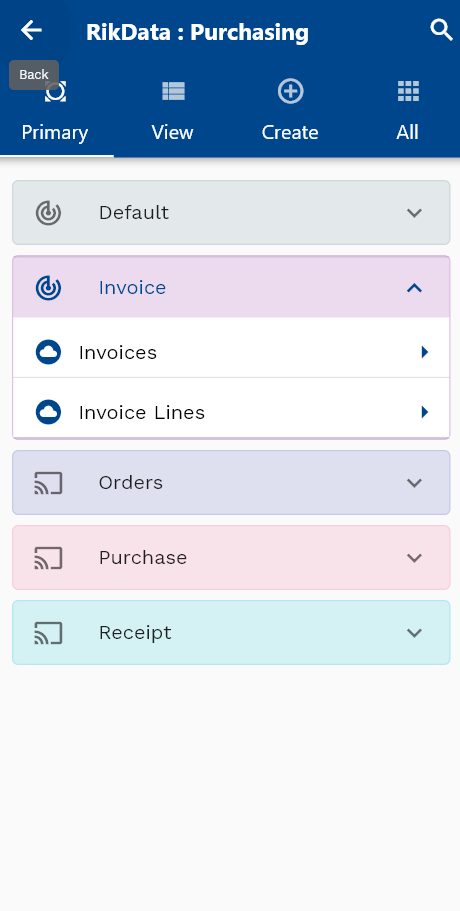 RikData : Purchasing
Back
Primary View Create All
Default
Invoice
Invoices
Invoice Lines
Orders
Purchase
Receipt